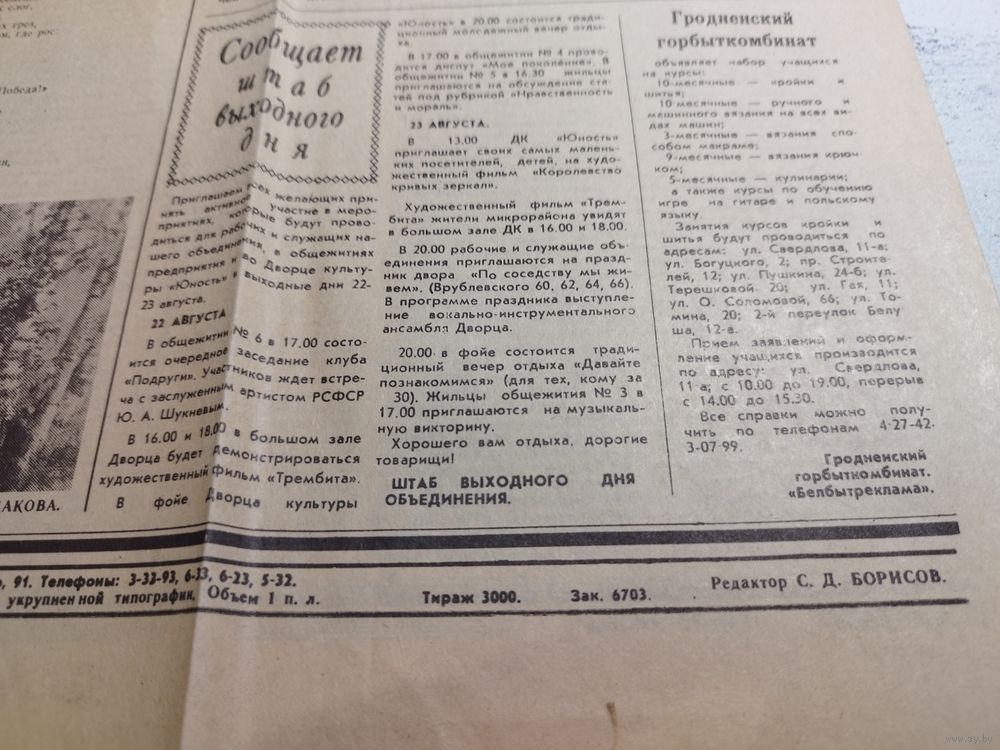 слог.
грез,
где рос-
Победа!»
АКОВА.
Сообщает
штаб
выходного
дня
Приглашаем всех желающих при-
нять активное участие в меро-
приятиях, которые будут прово-
диться для рабочих и служащих на-
шего объединения, в общежитиях
предприятия и во Дворце культу-
ры «Юность» в выходные дни 22-
23 августа.
22 АВГУСТА
В общежитии № 6 в 17.00 состо-
ится очередное заседание клуба
«Подруги». Участников ждет встре-
ча с заслуженным артистом РСФСР
Ю. А. Шукневым.
В 16.00 и 18.00 в большом зале
Дворца будет демонстрироваться
художественный фильм «Трембита».
В фойе Дворца культуры
«Юность» в 20.00 состоится тради-
ционный молодежный вечер отды-
ха.
В 17.00 в общежитии № 4 прово-
дится диспут «Мое поколение». В
общежитии № 5 в 16.30 жильцы
приглашаются на обсуждение ста-
тей под рубрикой «Нравственность
и мораль».
23 АВГУСТА.
В 13.00 ДК «Юность»
приглашает своих самых малень-
ких посетителей, детей, на худо-
жественный фильм «Королевство
кривых зеркал».
Художественный фильм «Трем-
бита» жители микрорайона увидят
в большом зале ДК в 16.00 и 18.00.
В 20.00 рабочие и служащие объ-
единения приглашаются на празд-
ник двора «По соседству мы жи-
вем». (Врублевского 60, 62, 64, 66).
В программе праздника выступле-
ние вокально-инструментального
ансамбля Дворца.
20.00 в фойе состоится тради-
ционный вечер отдыха «Давайте
познакомимся» (для тех, кому за
30). Жильцы общежития № 3 в
17.00 приглашаются на музыкаль-
ную викторину.
Хорошего вам отдыха, дорогие
товарищи!
ШТАБ ВЫХОДНОГО ДНЯ
ОБЪЕДИНЕНИЯ.
Гродненский
горбыткомбинат
объявляет набор учащихся
на курсы:
10-месячные — кройки и
шитья;
10-месячные — ручного и
машинного вязания на всех ви-
дах машин;
3-месячные — вязания спо-
собом макраме;
9-месячные — вязания крюч-
ком;
5-месячные — кулинарии;
а также курсы по обучению
игре на гитаре и польскому
языку.
Занятия курсов кройки и
шитья будут проводиться по
адресам: ул. Свердлова, 11-а;
ул. Богуцкого, 2; пр. Строите-
лей, 12; ул. Пушкина, 24-б; ул.
Терешковой 20; ул. Гая, 11;
ул. О. Соломовой, 66; ул. То-
мина, 20; 2-й переулок Белу
ша, 12-а.
Прием заявлений и оформ-
ление учащихся производится
по адресу: ул. Свердлова,
11-а; с 10.00 до 19.00, перерыв
с 14.00 до 15.30.
Все справки можно полу-
чить по телефонам 4-27-42.
3-07-99.
Гродненский
горбыткомбинат.
«Белбытреклама».
91. Телефоны: 3-33-93, 6-33, 6-23, 5-32.
укрупненной типографии. Объем 1 п. л. Тираж 3000. Зак. 6703.
Редактор С. Д. БОРИСОВ.
www.ay.by